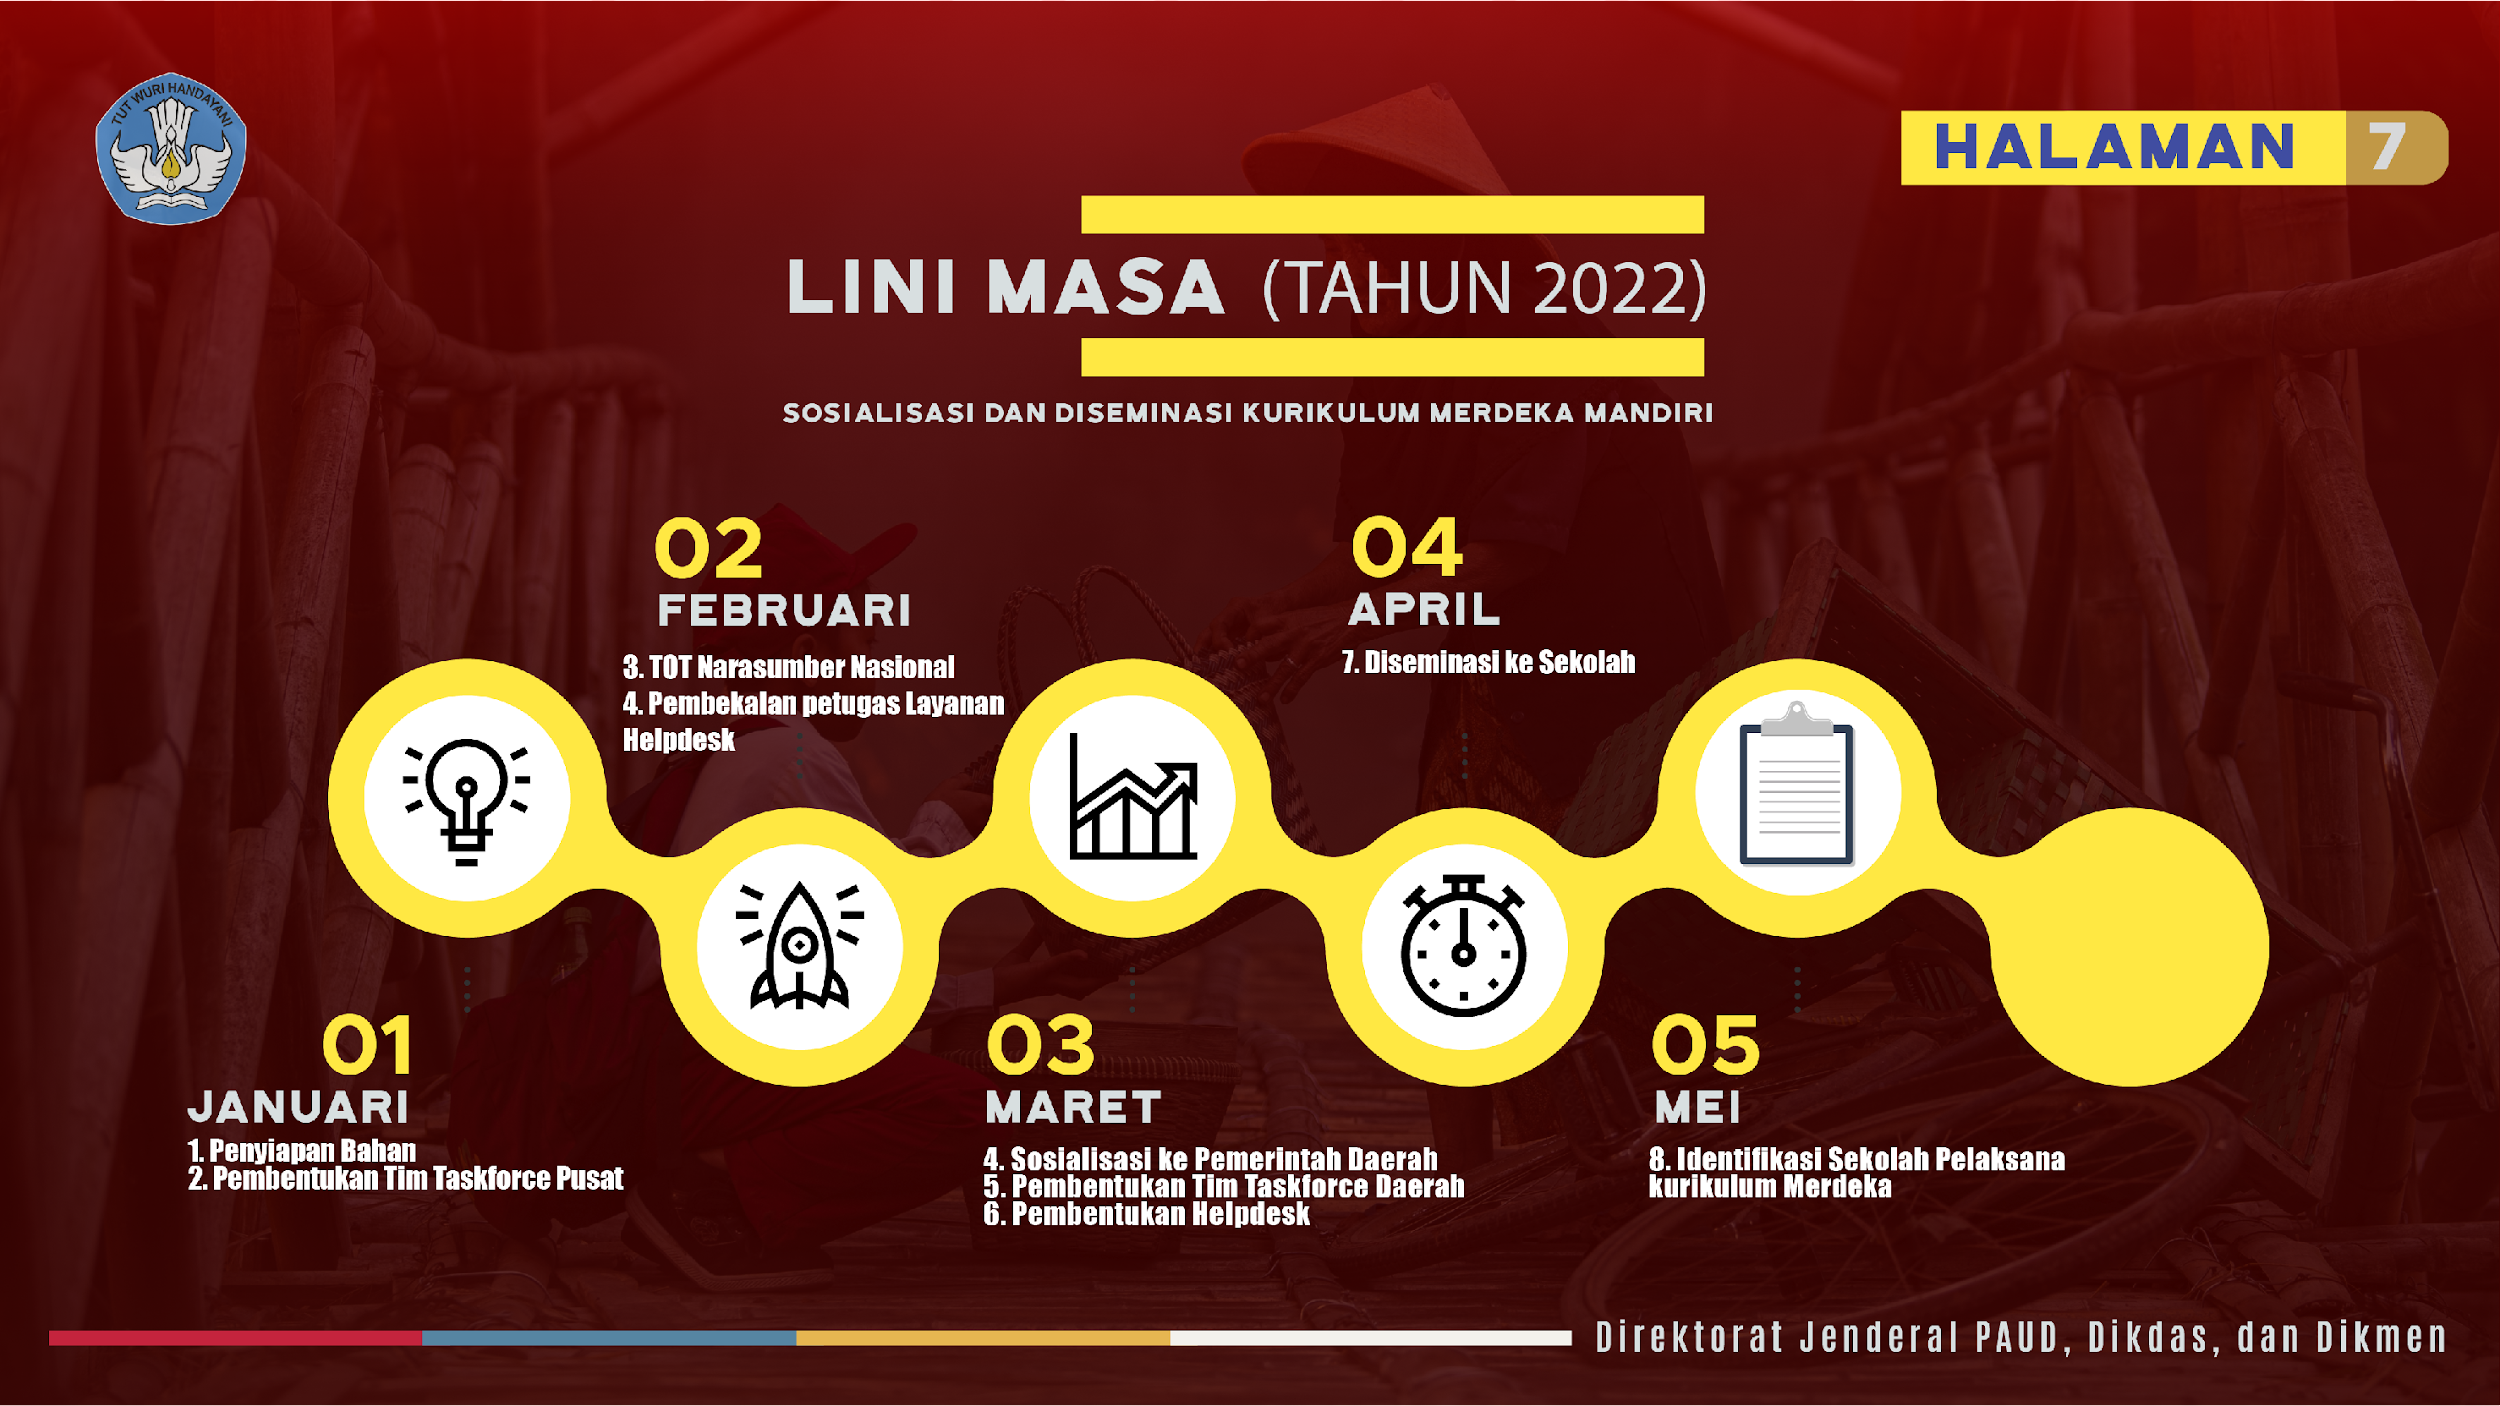 TUT WURI HANDAYANI
HALAMAN 7
LINI MASA (TAHUN 2022)
SOSIALISASI DAN DISEMINASI KURIKULUM MERDEKA MANDIRI
01
JANUARI
1. Penyiapan Bahan
2. Pembentukan Tim Taskforce Pusat
02
FEBRUARI
3. TOT Narasumber Nasional
4. Pembekalan petugas Layanan
Helpdesk
03
MARET
4. Sosialisasi ke Pemerintah Daerah
5. Pembentukan Tim Taskforce Daerah
6. Pembentukan Helpdesk
04
APRIL
7. Diseminasi ke Sekolah
05
MEI
8. Identifikasi Sekolah Pelaksana
kurikulum Merdeka
Direktorat Jenderal PAUD, Dikdas, dan Dikmen